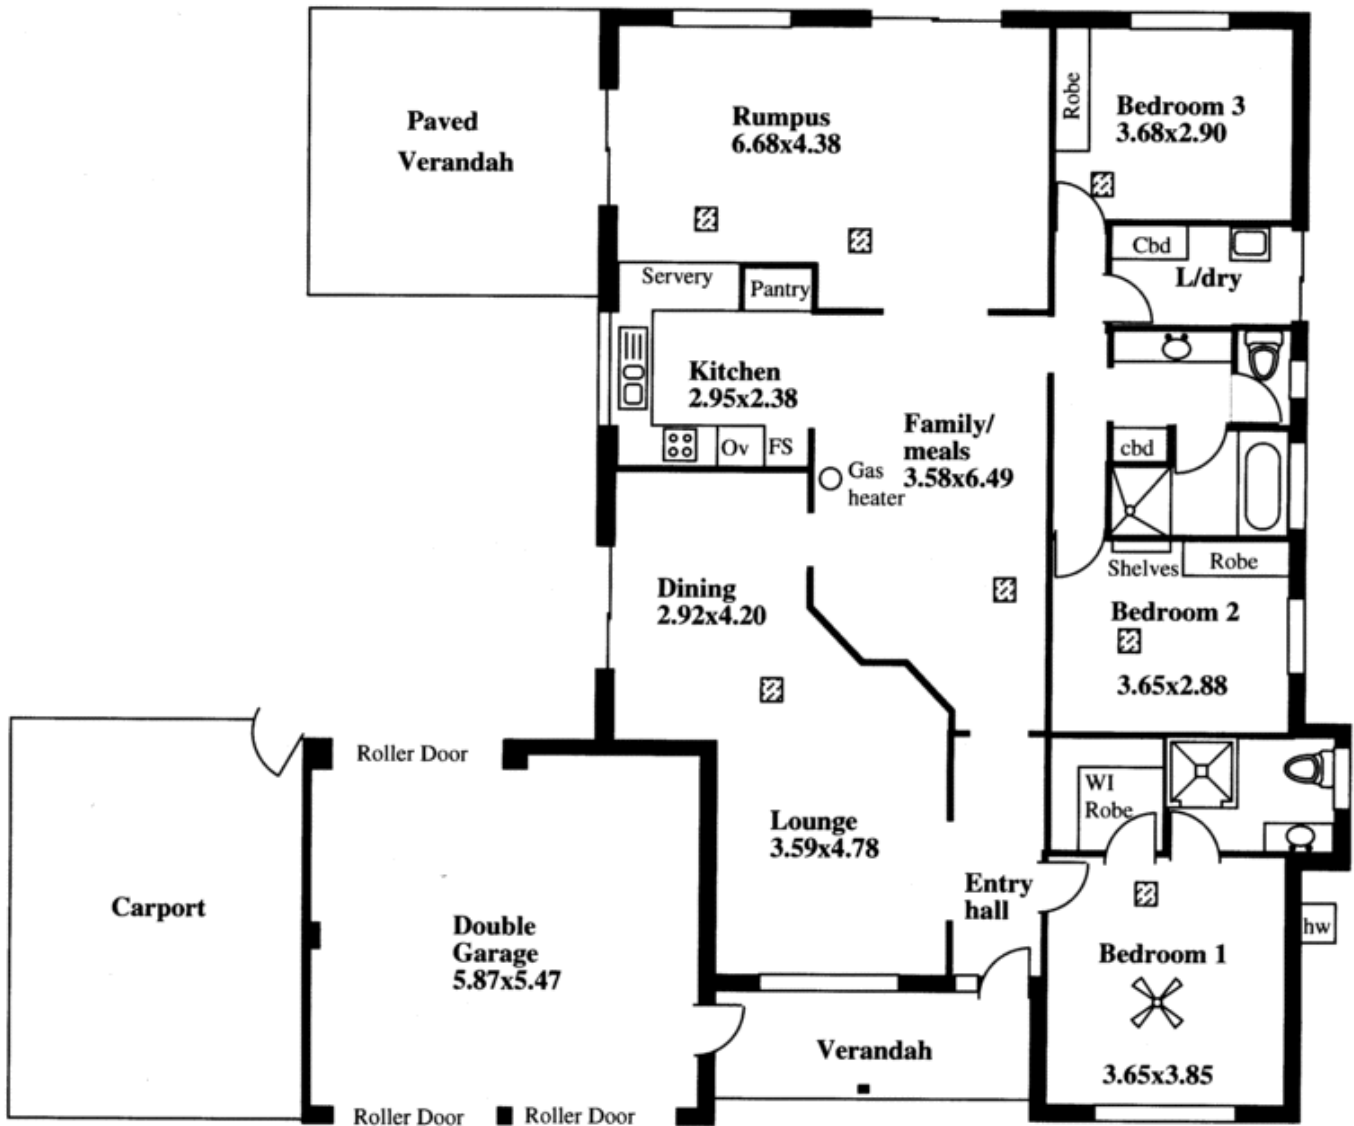 Paved
Verandah
Rumpus
6.68x4.38
Robe
Bedroom 3
3.68x2.90
Servery
Pantry
Cbd
L/dry
Kitchen
2.95x2.38
Ov
FS
Family/
meals
3.58x6.49
Gas
heater
cbd
Shelves
Robe
Dining
2.92x4.20
Bedroom 2
3.65x2.88
Roller Door
WI
Robe
Lounge
3.59x4.78
Carport
Double
Garage
5.87x5.47
Entry
hall
hw
Bedroom 1
3.65x3.85
Verandah
Roller Door
Roller Door